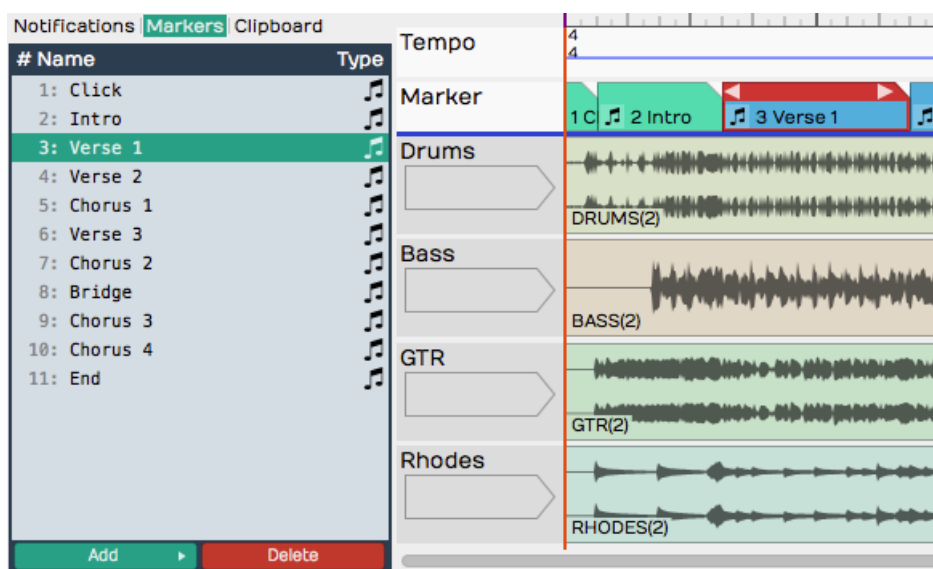 Notifications Markers Clipboard
# Name Type
1: Click
2: Intro
3: Verse 1
4: Verse 2
5: Chorus 1
6: Verse 3
7: Chorus 2
8: Bridge
9: Chorus 3
10: Chorus 4
11: End
Add Delete
Tempo
4
4
Marker
1 C 2 Intro 3 Verse 1
Drums
DRUMS(2)
Bass
BASS(2)
GTR
GTR(2)
Rhodes
RHODES(2)